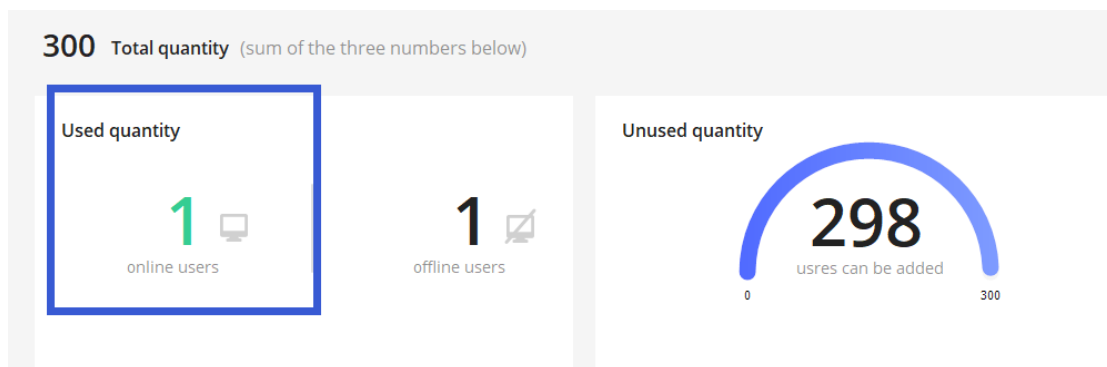 300 Total quantity (sum of the three numbers below)
Used quantity
1
online users
1
offline users
Unused quantity
298
usres can be added
0 300